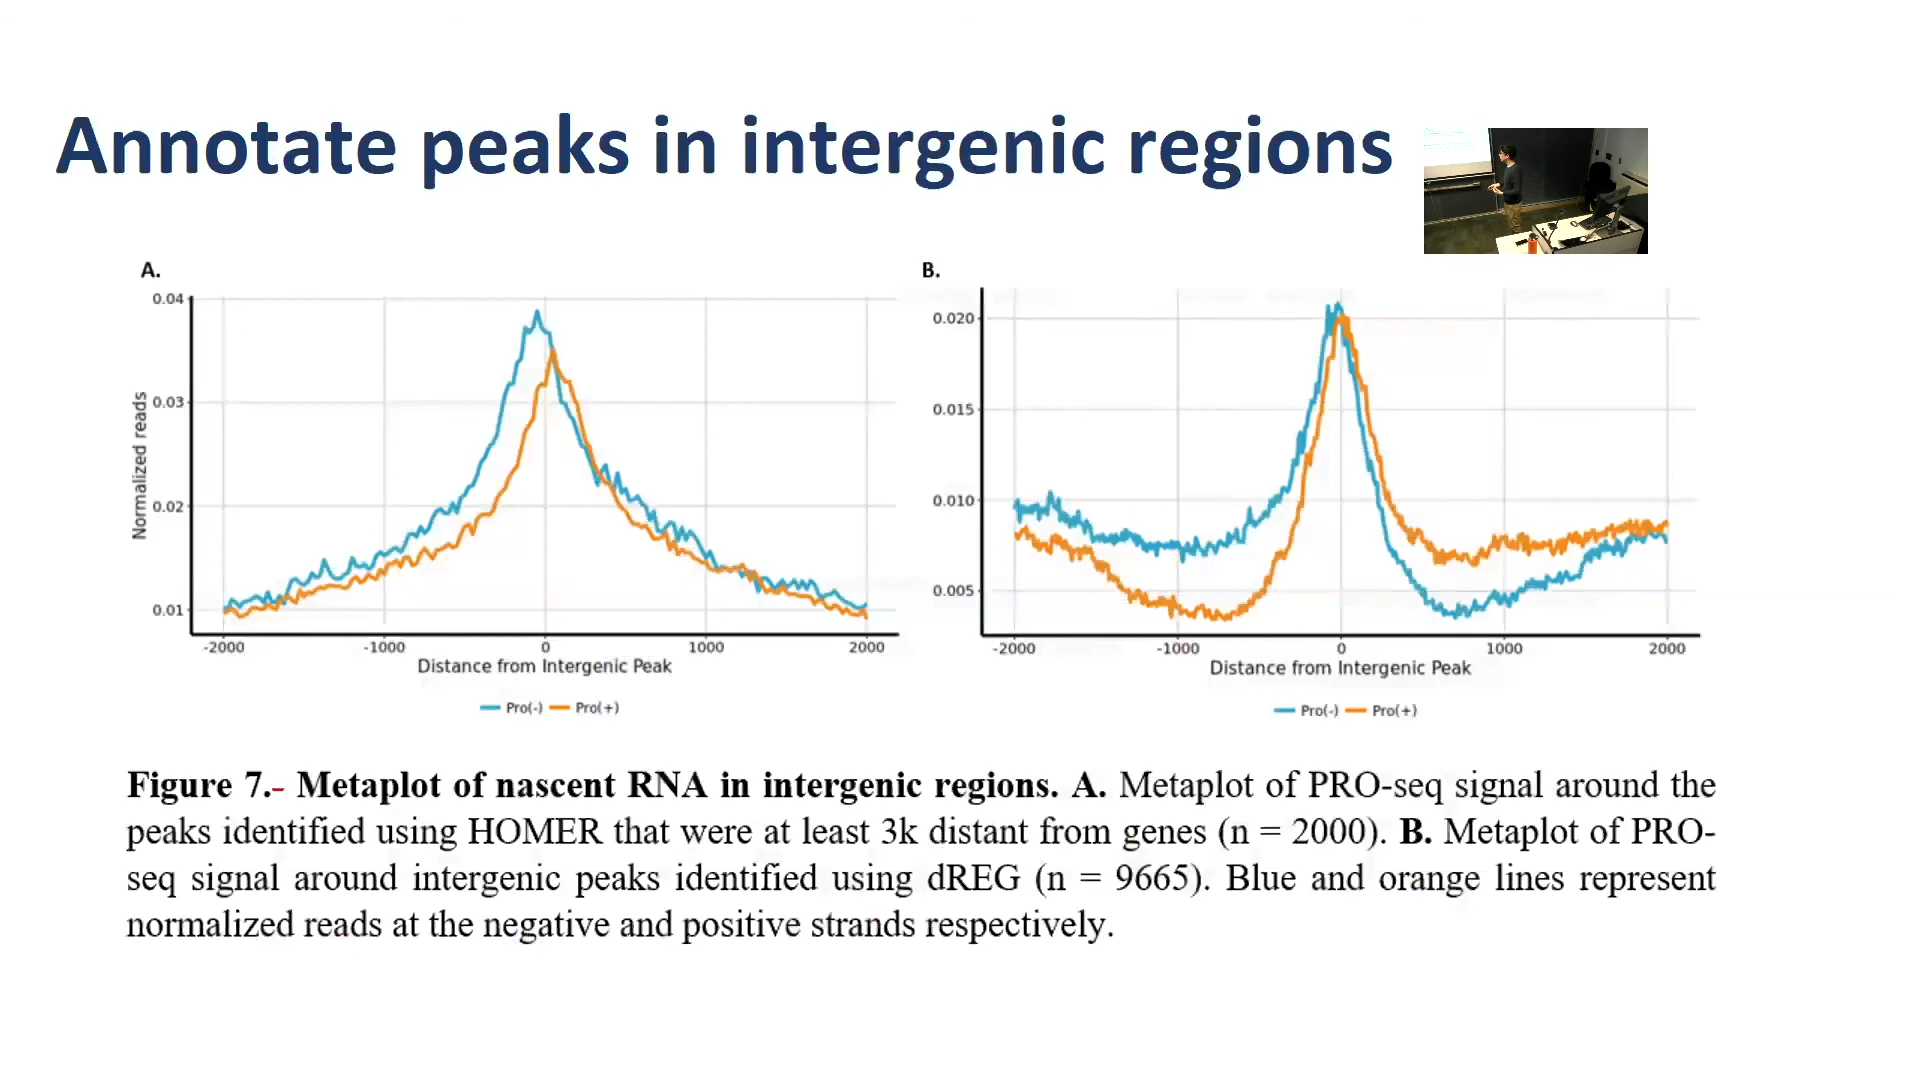 Annotate peaks in intergenic regions
A.
0.04
0.03
0.02
0.01
Normalized reads
-2000 -1000 0 1000 2000
Distance from Intergenic Peak
Pro(-) Pro(+)
B.
0.020
0.015
0.010
0.005
-2000 -1000 0 1000 2000
Distance from Intergenic Peak
Pro(-) Pro(+)
Figure 7.- Metaplot of nascent RNA in intergenic regions. A. Metaplot of PRO-seq signal around the
peaks identified using HOMER that were at least 3k distant from genes (n = 2000). B. Metaplot of PRO-
seq signal around intergenic peaks identified using dREG (n = 9665). Blue and orange lines represent
normalized reads at the negative and positive strands respectively.